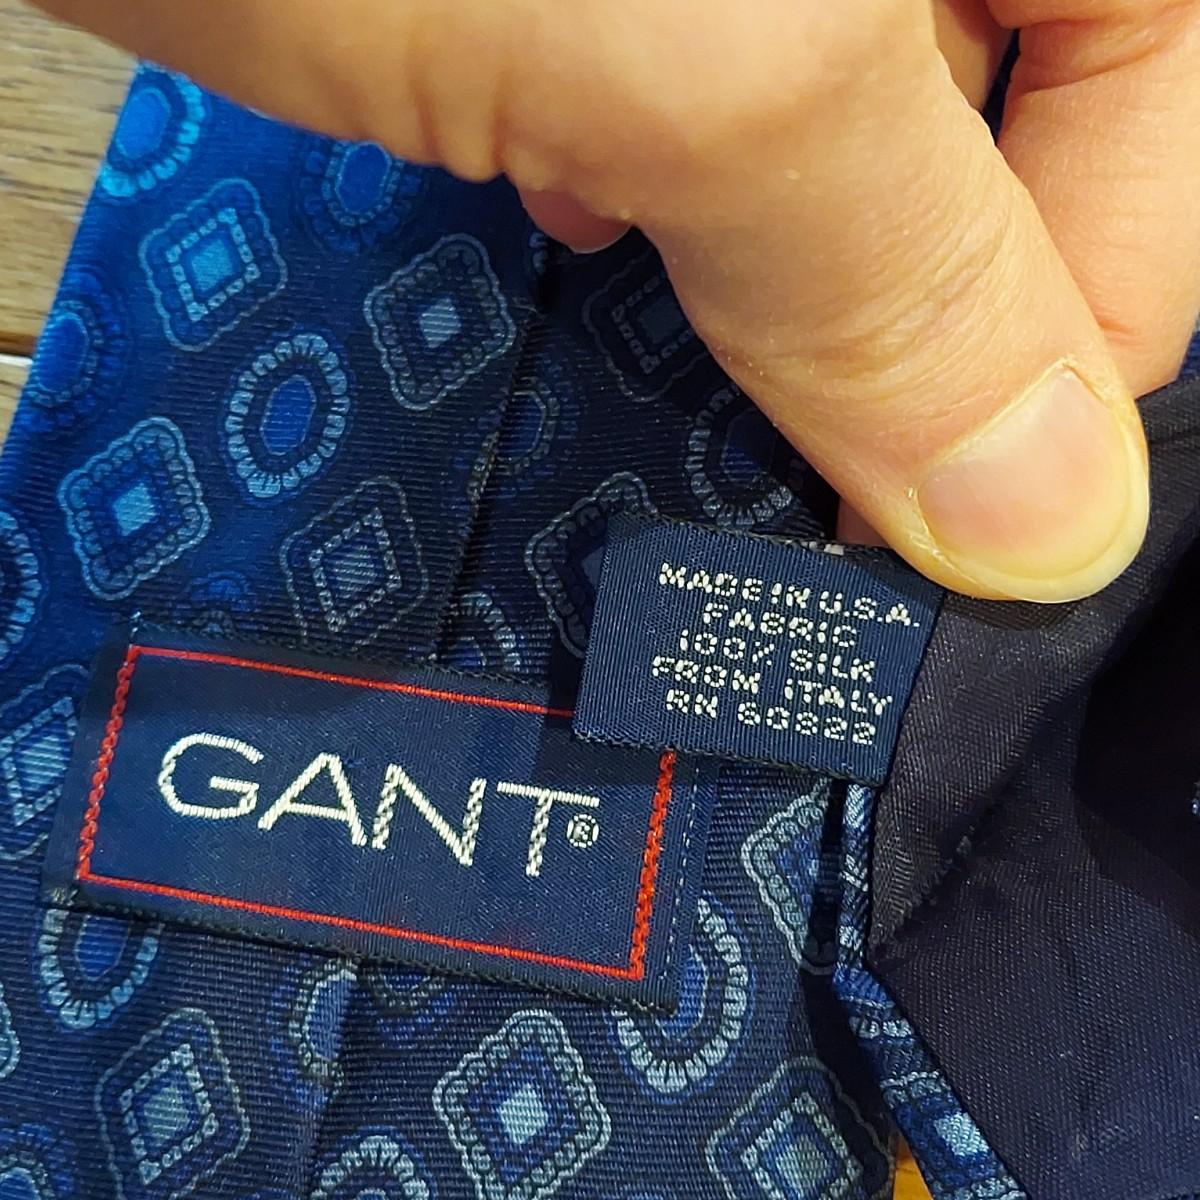 MADE IN U.S.A.
FABRIC
100% SILK
FROM ITALY
RN 60822
GANT®